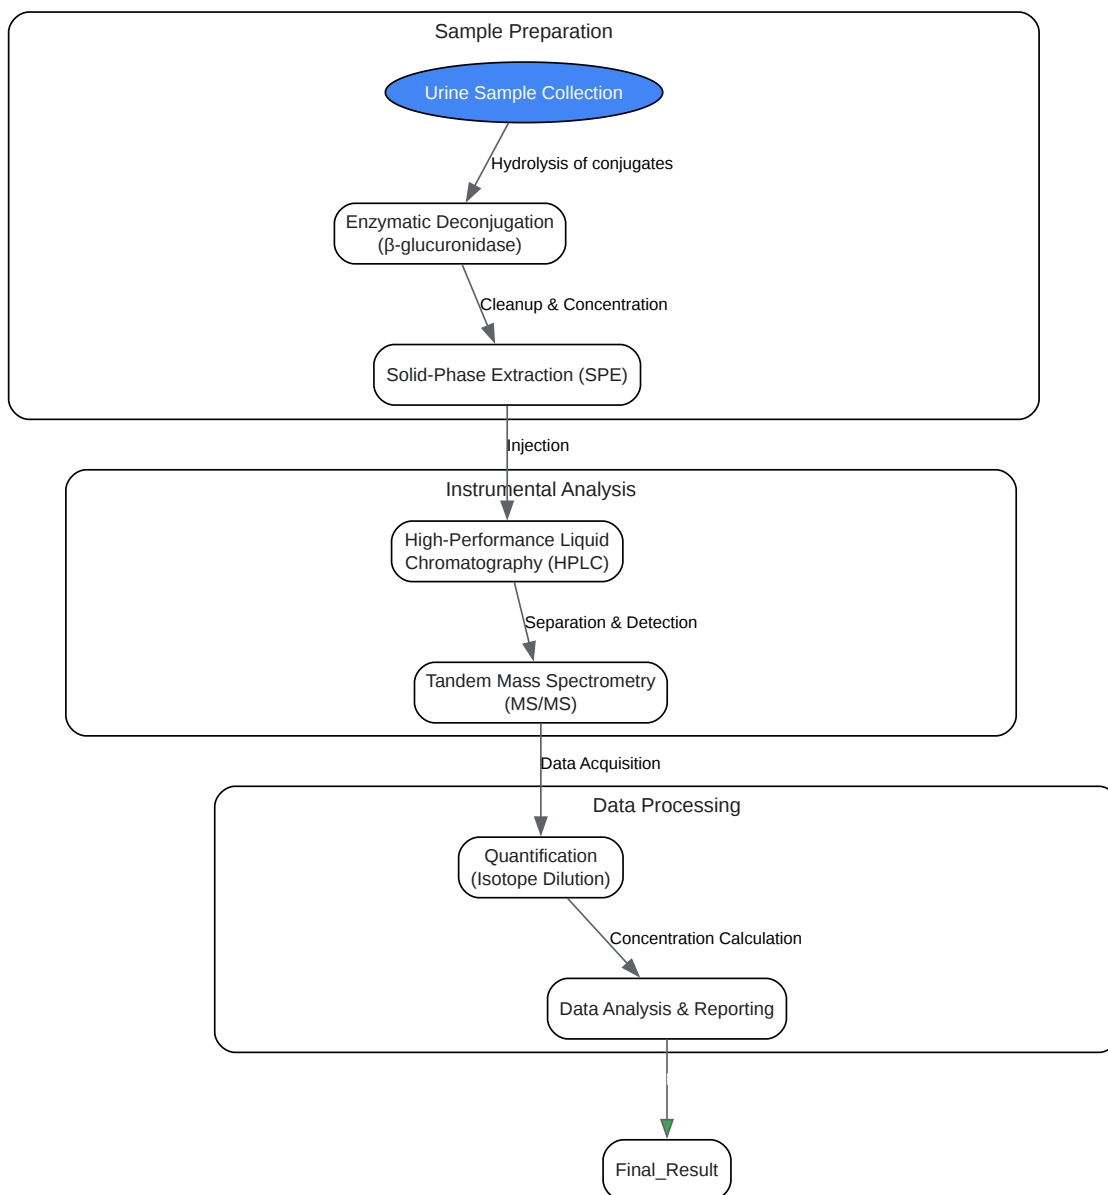 Sample Preparation
Urine Sample Collection
Hydrolysis of conjugates
Enzymatic Deconjugation
(β-glucuronidase)
Cleanup & Concentration
Solid-Phase Extraction (SPE)
Injection
Instrumental Analysis
High-Performance Liquid
Chromatography (HPLC)
Separation & Detection
Tandem Mass Spectrometry
(MS/MS)
Data Acquisition
Data Processing
Quantification
(Isotope Dilution)
Concentration Calculation
Data Analysis & Reporting
Final_Result